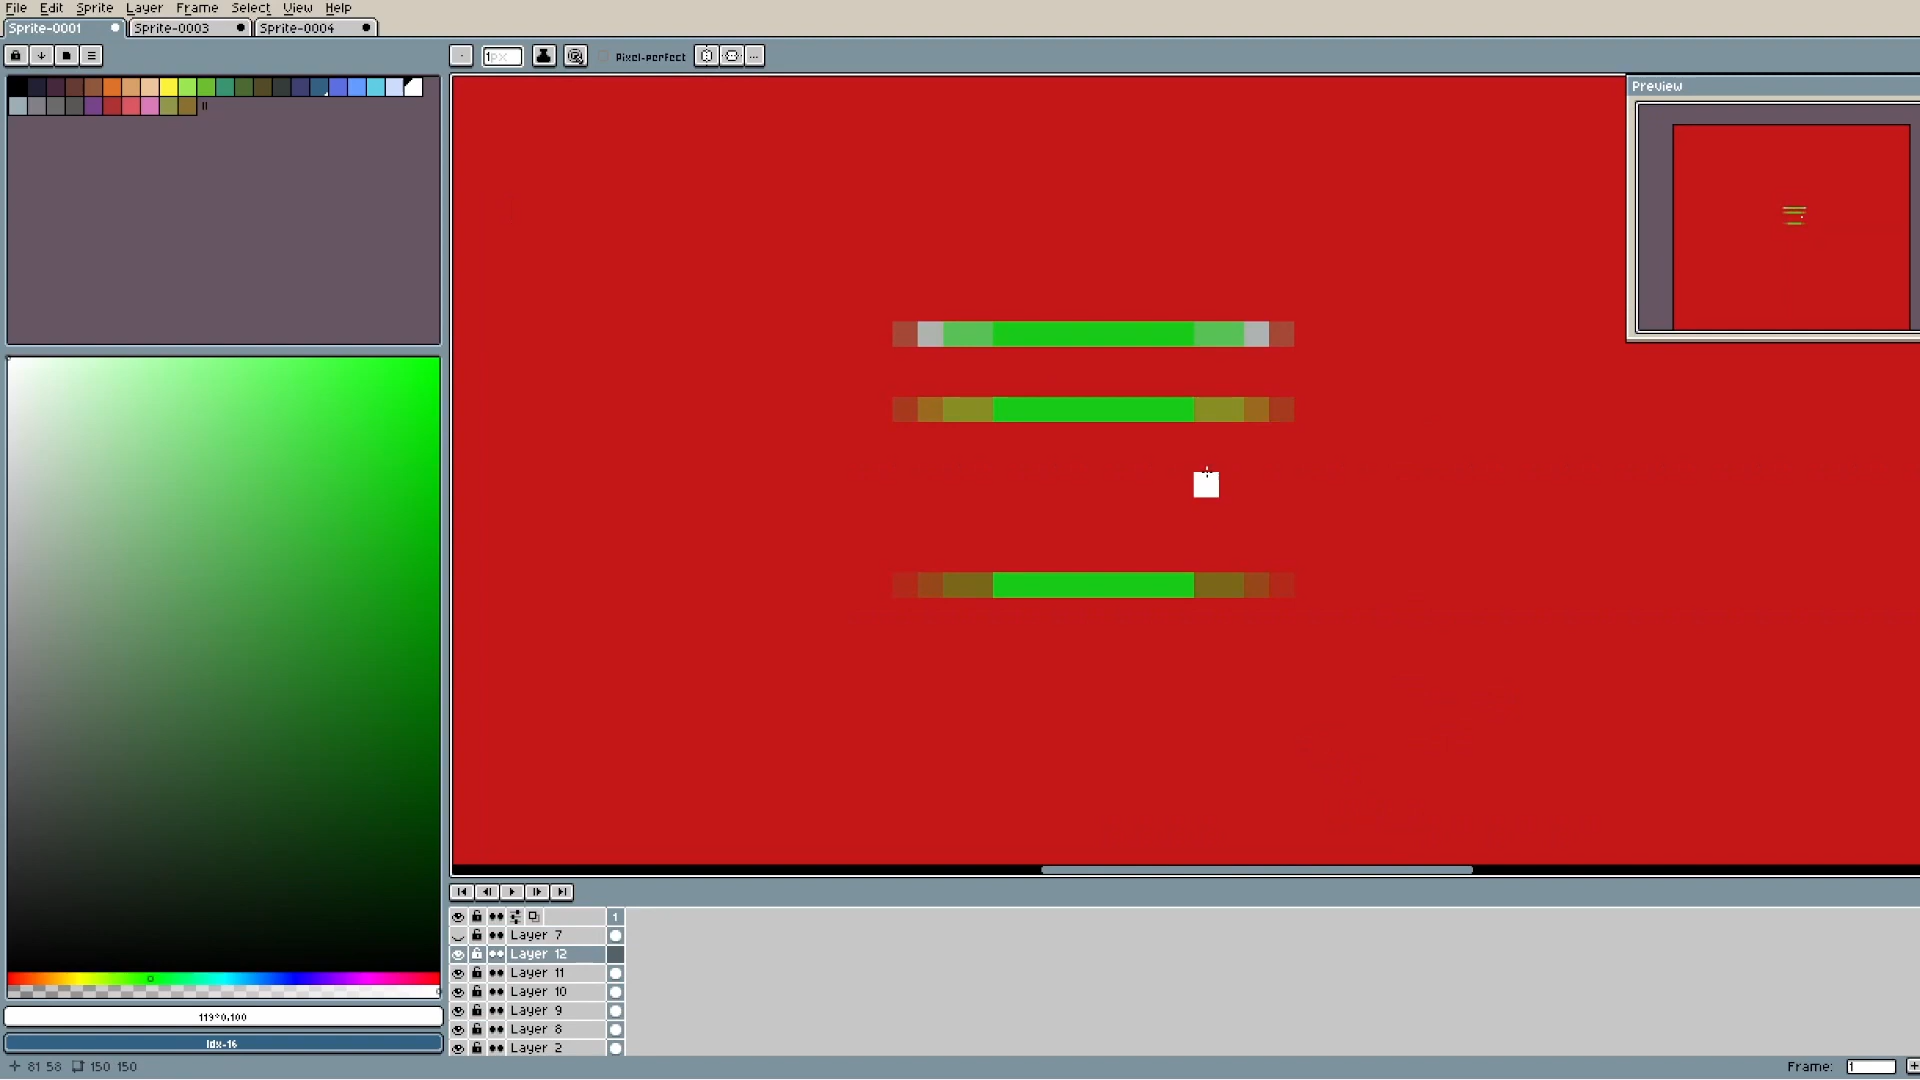 File Edit Sprite Layer Frame Select View Help
Sprite-0001 Sprite-0003 Sprite-0004
1px Pixel-perfect
Preview
1
Layer 7
Layer 12
Layer 11
Layer 10
Layer 9
Layer 8
Layer 2
119°0,100
Idx-16
81 58 150 150
Frame: 1